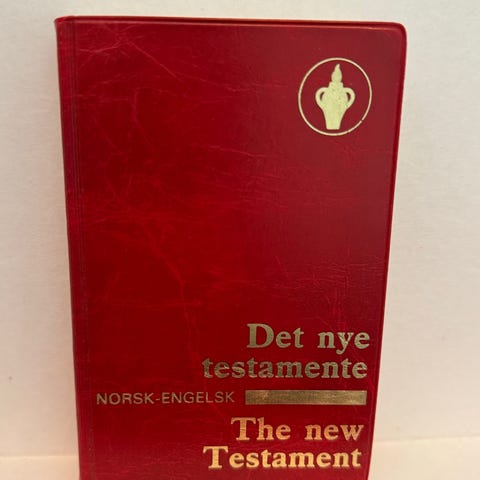 Det nye
testamente
NORSK-ENGELSK
The new
Testament